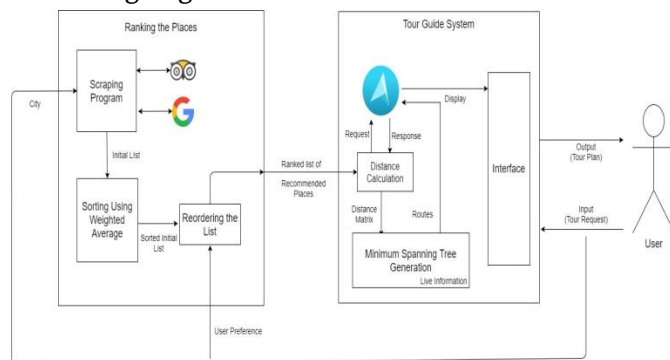 Ranking the Places
Tour Guide System
Scraping
Program
City
Display
Initial List
Request
Response
Ranked list of
Recommended
Places
Distance
Calculation
Interface
Output
(Tour Plan)
Sorting Using
Weighted
Average
Reordering the
List
Sorted Initial
List
Distance
Matrix
Routes
Input
(Tour Request)
Minimum Spanning Tree
Generation
Live Information
User
User Preference